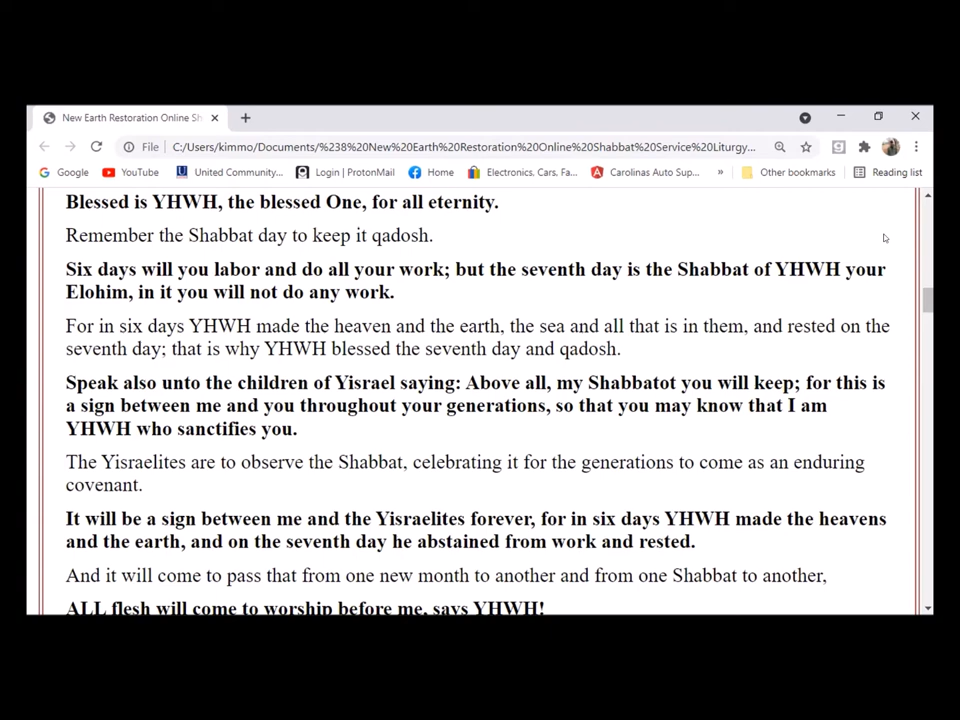 New Earth Restoration Online Sh
File C:/Users/kimmo/Documents/%238%20New%20Earth%20Restoration%20Online%20Shabbat%20Service%20Liturgy...
Google YouTube United Community... Login | ProtonMail Home Electronics, Cars, Fa... Carolinas Auto Sup... » Other bookmarks Reading list
Blessed is YHWH, the blessed One, for all eternity.
Remember the Shabbat day to keep it qadosh.
Six days will you labor and do all your work; but the seventh day is the Shabbat of YHWH your
Elohim, in it you will not do any work.
For in six days YHWH made the heaven and the earth, the sea and all that is in them, and rested on the
seventh day; that is why YHWH blessed the seventh day and qadosh.
Speak also unto the children of Yisrael saying: Above all, my Shabbatot you will keep; for this is
a sign between me and you throughout your generations, so that you may know that I am
YHWH who sanctifies you.
The Yisraelites are to observe the Shabbat, celebrating it for the generations to come as an enduring
covenant.
It will be a sign between me and the Yisraelites forever, for in six days YHWH made the heavens
and the earth, and on the seventh day he abstained from work and rested.
And it will come to pass that from one new month to another and from one Shabbat to another,
ALL flesh will come to worship before me, says YHWH!